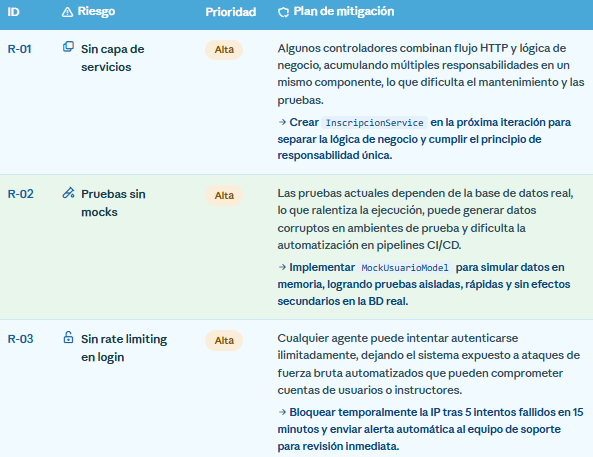 ID Riesgo Prioridad Plan de mitigación
R-01 Sin capa de servicios Alta
Algunos controladores combinan flujo HTTP y lógica de
negocio, acumulando múltiples responsabilidades en un
mismo componente, lo que dificulta el mantenimiento y las
pruebas.
→ Crear InscripcionService en la próxima iteración para
separar la lógica de negocio y cumplir el principio de
responsabilidad única.
R-02 Pruebas sin mocks Alta
Las pruebas actuales dependen de la base de datos real,
lo que ralentiza la ejecución, puede generar datos
corruptos en ambientes de prueba y dificulta la
automatización en pipelines CI/CD.
→ Implementar MockUsuarioModel para simular datos en
memoria, logrando pruebas aisladas, rápidas y sin efectos
secundarios en la BD real.
R-03 Sin rate limiting en login Alta
Cualquier agente puede intentar autenticarse
ilimitadamente, dejando el sistema expuesto a ataques de
fuerza bruta automatizados que pueden comprometer
cuentas de usuarios o instructores.
→ Bloquear temporalmente la IP tras 5 intentos fallidos en 15
minutos y enviar alerta automática al equipo de soporte
para revisión inmediata.